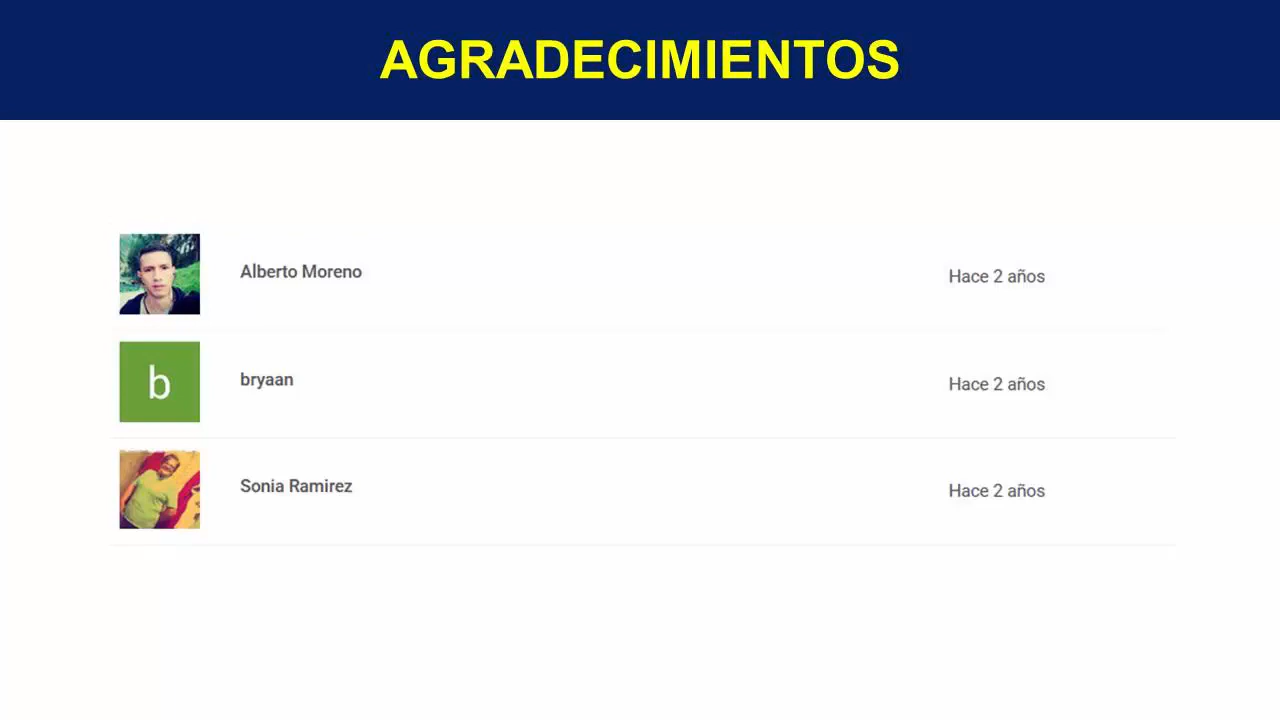 AGRADECIMIENTOS
Alberto Moreno Hace 2 años
b
bryaan Hace 2 años
Sonia Ramirez Hace 2 años